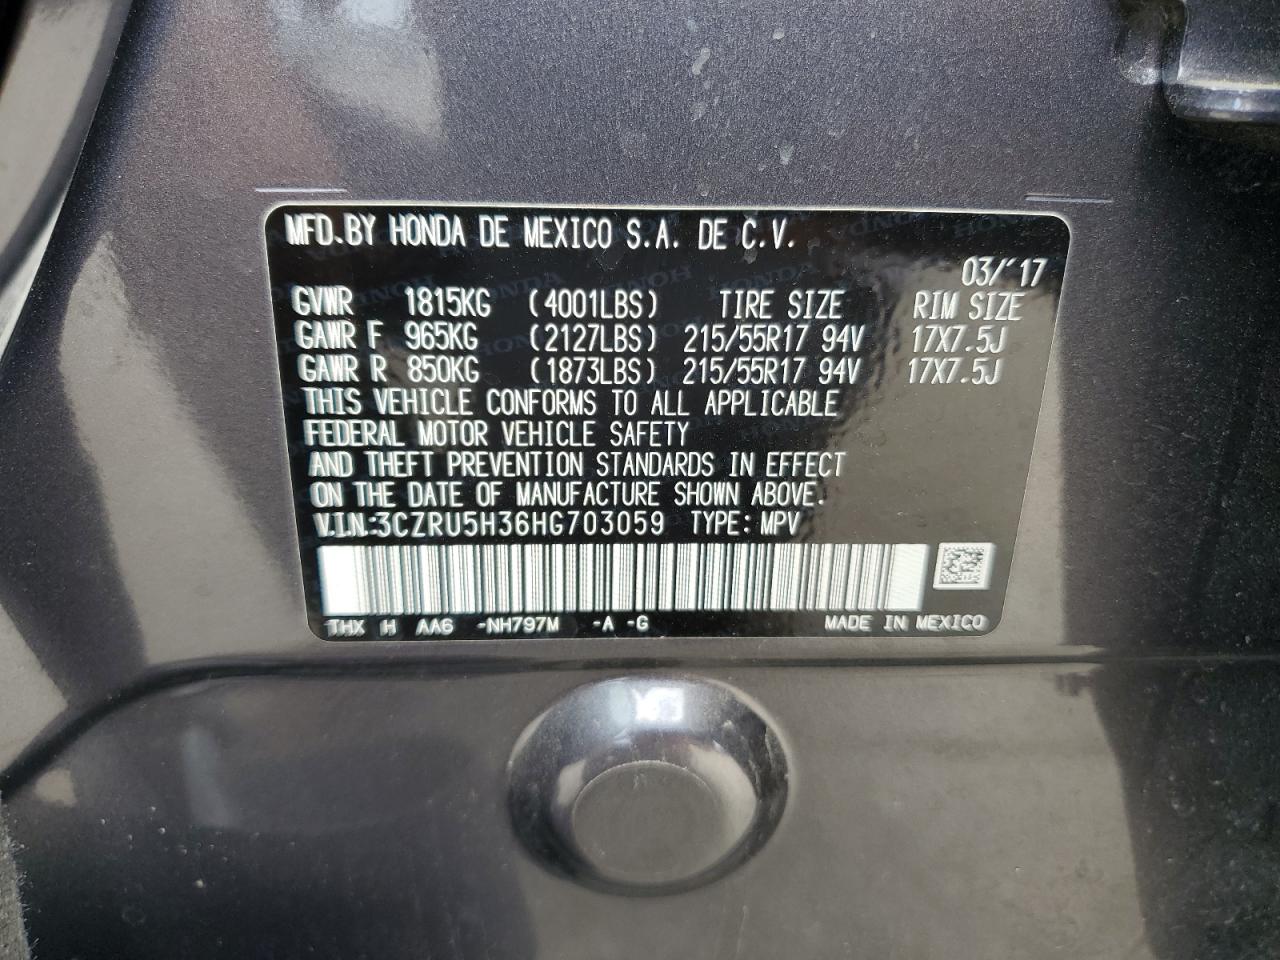 MFD.BY HONDA DE MEXICO S.A. DE C.V.
03/'17
GVWR 1815KG (4001LBS) TIRE SIZE RIM SIZE
GAWR F 965KG (2127LBS) 215/55R17 94V 17X7.5J
GAWR R 850KG (1873LBS) 215/55R17 94V 17X7.5J
THIS VEHICLE CONFORMS TO ALL APPLICABLE
FEDERAL MOTOR VEHICLE SAFETY
AND THEFT PREVENTION STANDARDS IN EFFECT
ON THE DATE OF MANUFACTURE SHOWN ABOVE.
V.I.N.:3CZRU5H36HG703059 TYPE: MPV
THX H AA6 -NH797M -A -G MADE IN MEXICO